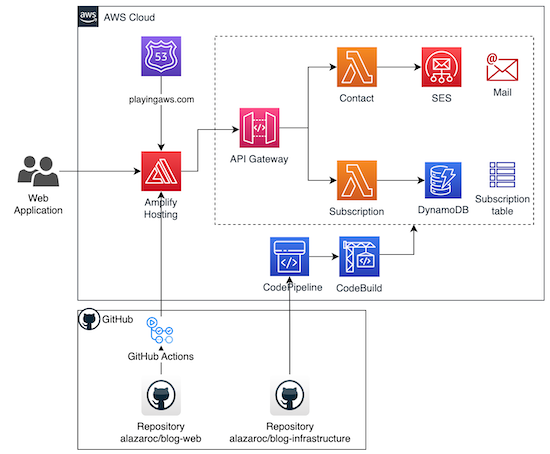 aws
AWS Cloud
53
playingaws.com
Contact
SES
@
Mail
API Gateway
Web
Application
Amplify
Hosting
Subscription
DynamoDB
Subscription
table
CodePipeline
CodeBuild
GitHub
GitHub Actions
Repository
alazaroc/blog-web
Repository
alazaroc/blog-infrastructure